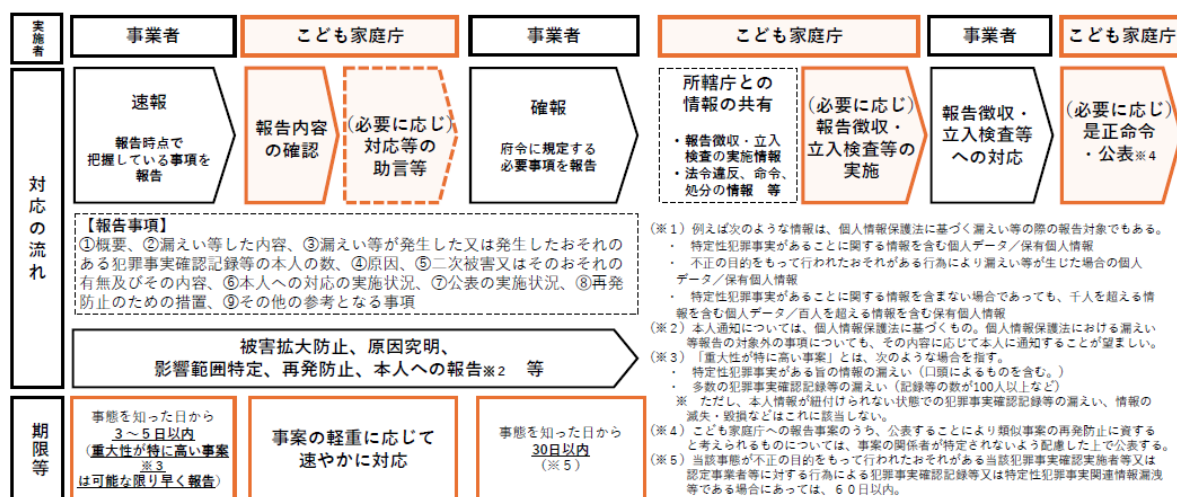 実施者
事業者
こども家庭庁
事業者
こども家庭庁
事業者
こども家庭庁
対応の流れ
速報
報告時点で
把握している事項を
報告
報告内容
の確認
(必要に応じ)
対応等の
助言等
確報
府令に規定する
必要事項を報告
所轄庁との
情報の共有
・報告徴収・立入
検査の実施情報
・法令違反、命令、
処分の情報 等
(必要に応じ)
報告徴収・
立入検査等の
実施
報告徴収・
立入検査等
への対応
(必要に応じ)
是正命令
・公表※4
【報告事項】
①概要、②漏えい等した内容、③漏えい等が発生した又は発生したおそれの
ある犯罪事実確認記録等の本人の数、④原因、⑤二次被害又はそのおそれの
有無及びその内容、⑥本人への対応の実施状況、⑦公表の実施状況、⑧再発
防止のための措置、⑨その他の参考となる事項
被害拡大防止、原因究明、
影響範囲特定、再発防止、本人への報告※2 等
期限等
事態を知った日から
3~5日以内
(重大性が特に高い事案
※3
は可能な限り早く報告)
事案の軽重に応じて
速やかに対応
事態を知った日から
30日以内
(※5)
(※1)例えば次のような情報は、個人情報保護法に基づく漏えい等の際の報告対象でもある。
・ 特定性犯罪事実があることに関する情報を含む個人データ/保有個人情報
・ 不正の目的をもって行われたおそれがある行為により漏えい等が生じた場合の個人
データ/保有個人情報
・ 特定性犯罪事実があることに関する情報を含まない場合であっても、千人を超える情
報を含む個人データ/百人を超える情報を含む保有個人情報
(※2)本人通知については、個人情報保護法に基づくもの。個人情報保護法における漏えい
等報告の対象外の事項についても、その内容に応じて本人に通知することが望ましい。
(※3)「重大性が特に高い事案」とは、次のような場合を指す。
・ 特定性犯罪事実がある旨の情報の漏えい(口頭によるものを含む。)
・ 多数の犯罪事実確認記録等の漏えい(記録等の数が100人以上など)
※ ただし、本人情報が紐付けられない状態での犯罪事実確認記録等の漏えい、情報の
滅失・毀損などはこれに該当しない。
(※4)こども家庭庁への報告事案のうち、公表することにより類似事案の再発防止に資する
と考えられるものについては、事案の関係者が特定されないよう配慮した上で公表する。
(※5)当該事態が不正の目的をもって行われたおそれがある当該犯罪事実確認実施者等又は
認定事業者等に対する行為による犯罪事実確認記録等又は特定性犯罪事実関連情報漏洩
等である場合にあっては、60日以内。